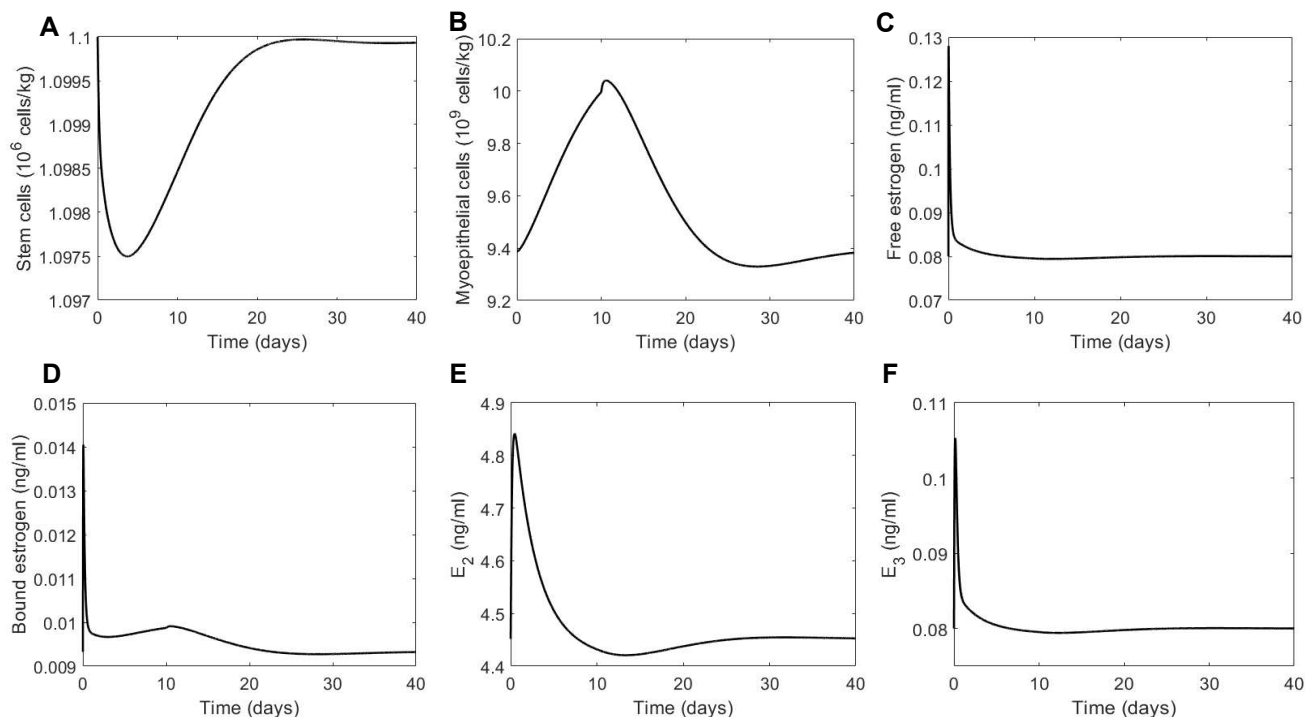 A
Stem cells (10^6 cells/kg)
1.1
1.0995
1.099
1.0985
1.098
1.0975
1.097
0 10 20 30 40
Time (days)
B
Myoepithelial cells (10^9 cells/kg)
10.2
10
9.8
9.6
9.4
9.2
0 10 20 30 40
Time (days)
C
Free estrogen (ng/ml)
0.13
0.12
0.11
0.1
0.09
0.08
0.07
0 10 20 30 40
Time (days)
D
Bound estrogen (ng/ml)
0.015
0.014
0.013
0.012
0.011
0.01
0.009
0 10 20 30 40
Time (days)
E
E_2 (ng/ml)
4.9
4.8
4.7
4.6
4.5
4.4
0 10 20 30 40
Time (days)
F
E_3 (ng/ml)
0.11
0.1
0.09
0.08
0 10 20 30 40
Time (days)